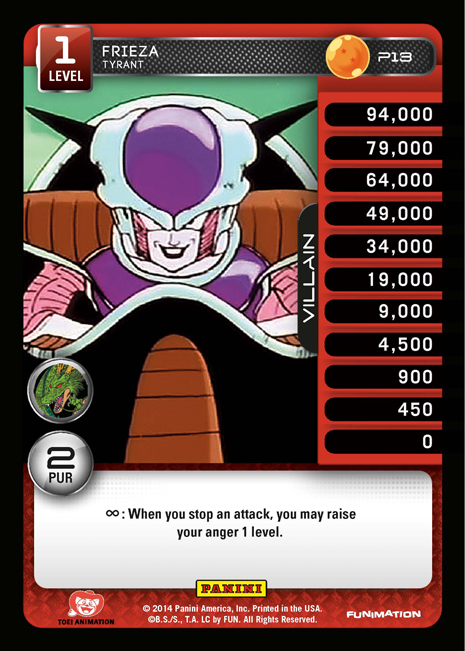 1
LEVEL
FRIEZA
TYRANT
P13
94,000
79,000
64,000
49,000
34,000
19,000
9,000
4,500
900
450
0
VILLAIN
2
PUR
∞: When you stop an attack, you may raise
your anger 1 level.
PANINI
TOEI ANIMATION
© 2014 Panini America, Inc. Printed in the USA.
©B.S./S., T.A. LC by FUN. All Rights Reserved.
FUNIMATION